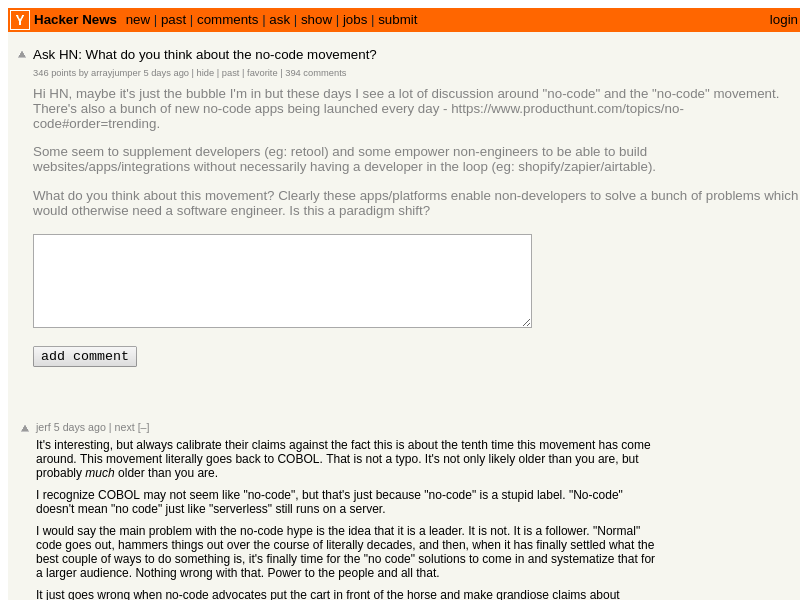 Y Hacker News new | past | comments | ask | show | jobs | submit login
Ask HN: What do you think about the no-code movement?
346 points by arrayjumper 5 days ago | hide | past | favorite | 394 comments
Hi HN, maybe it's just the bubble I'm in but these days I see a lot of discussion around "no-code" and the "no-code" movement.
There's also a bunch of new no-code apps being launched every day - https://www.producthunt.com/topics/no-
code#order=trending.
Some seem to supplement developers (eg: retool) and some empower non-engineers to be able to build
websites/apps/integrations without necessarily having a developer in the loop (eg: shopify/zapier/airtable).
What do you think about this movement? Clearly these apps/platforms enable non-developers to solve a bunch of problems which
would otherwise need a software engineer. Is this a paradigm shift?
add comment
jerf 5 days ago | next [–]
It's interesting, but always calibrate their claims against the fact this is about the tenth time this movement has come
around. This movement literally goes back to COBOL. That is not a typo. It's not only likely older than you are, but
probably much older than you are.
I recognize COBOL may not seem like "no-code", but that's just because "no-code" is a stupid label. "No-code"
doesn't mean "no code" just like "serverless" still runs on a server.
I would say the main problem with the no-code hype is the idea that it is a leader. It is not. It is a follower. "Normal"
code goes out, hammers things out over the course of literally decades, and then, when it has finally settled what the
best couple of ways to do something is, it's finally time for the "no code" solutions to come in and systematize that for
a larger audience. Nothing wrong with that. Power to the people and all that.
It just goes wrong when no-code advocates put the cart in front of the horse and make grandiose claims about